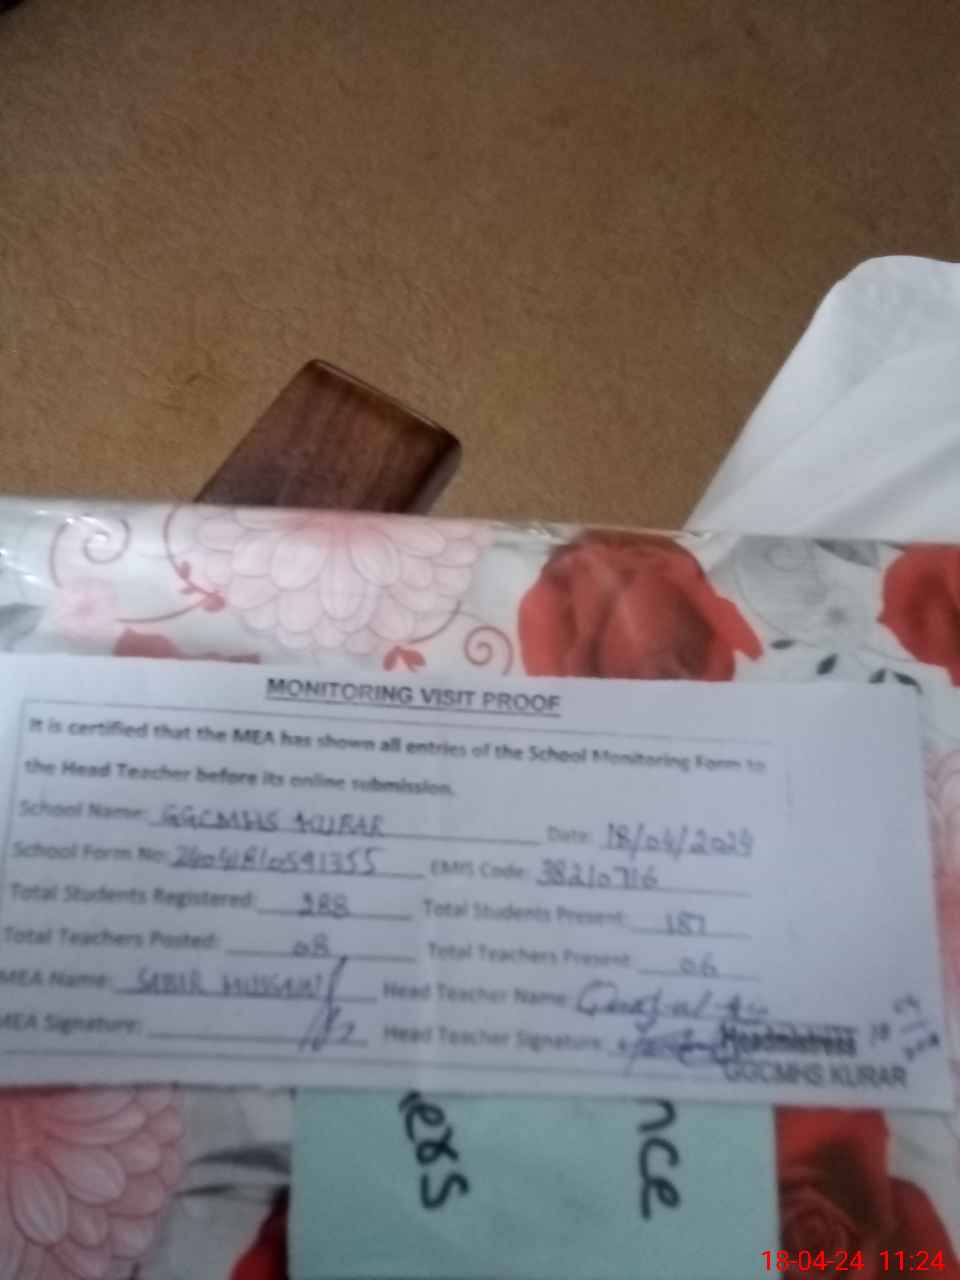 MONITORING VISIT PROOF
It is certified that the MEA has shown all entries of the School Monitoring Form to
the Head Teacher before its online submission.
School Name: GGCMHS KURAR Date: 18/04/2024
School Form No: EMIS Code: 38210716
Total Students Registered: Total Students Present: 187
Total Teachers Posted: 08 Total Teachers Present: 06
MEA Name: SABIR HUSSAIN Head Teacher Name:
MEA Signature: Head Teacher Signature:
Headmistress
GGCMHS KURAR
nce
ers
18-04-24 11:24